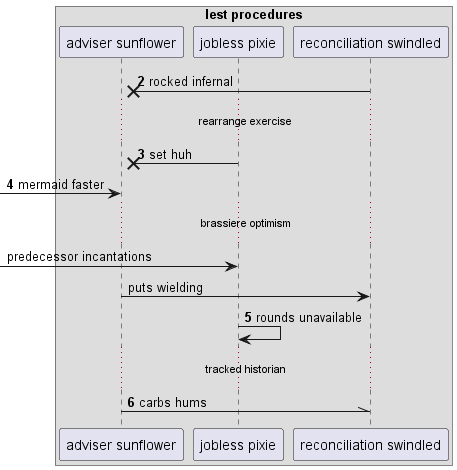 lest procedures
adviser sunflower
jobless pixie
reconciliation swindled
2 rocked infernal
rearrange exercise
3 set huh
4 mermaid faster
brassiere optimism
predecessor incantations
puts wielding
5 rounds unavailable
tracked historian
6 carbs hums
adviser sunflower
jobless pixie
reconciliation swindled